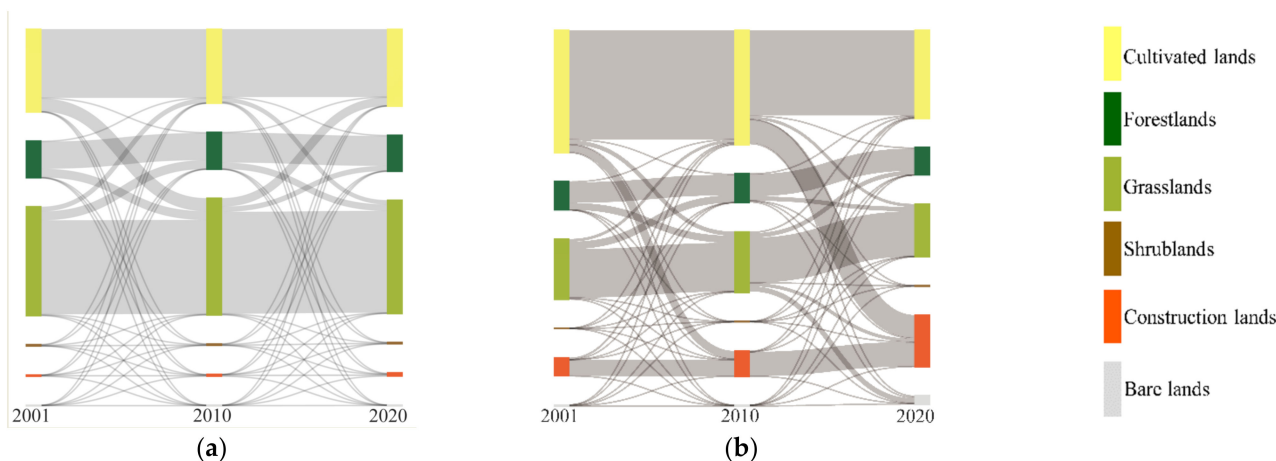 2001 2010 2020
(a)
2001 2010 2020
(b)
Cultivated lands
Forestlands
Grasslands
Shrublands
Construction lands
Bare lands